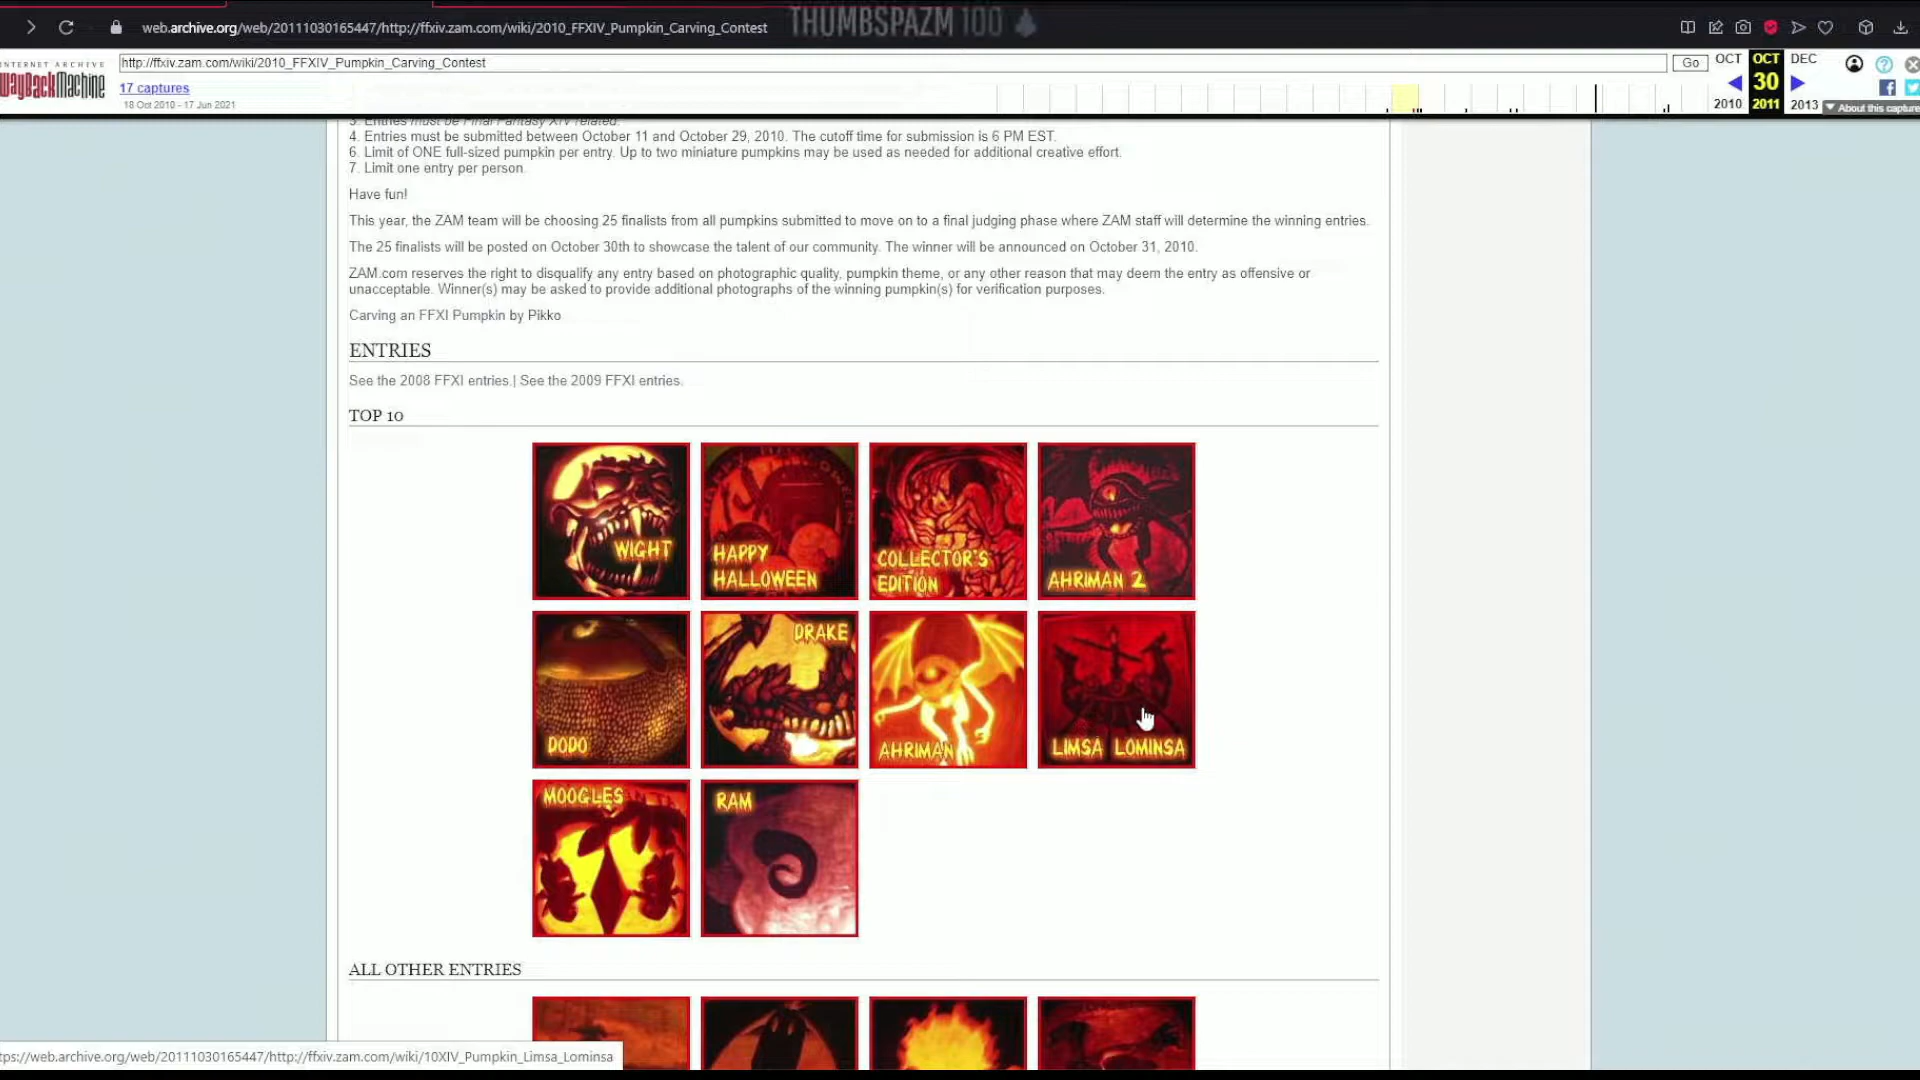 THUMBSPAZM 100
web.archive.org/web/20111030165447/http://ffxiv.zam.com/wiki/2010_FFXIV_Pumpkin_Carving_Contest
INTERNET ARCHIVE
WayBackMachine
http://ffxiv.zam.com/wiki/2010_FFXIV_Pumpkin_Carving_Contest
Go
OCT OCT DEC
17 captures
30
18 Oct 2010 - 17 Jun 2021
2010 2011 2013
About this capture
3. Entries must be Final Fantasy XIV related.
4. Entries must be submitted between October 11 and October 29, 2010. The cutoff time for submission is 6 PM EST.
6. Limit of ONE full-sized pumpkin per entry. Up to two miniature pumpkins may be used as needed for additional creative effort.
7. Limit one entry per person.
Have fun!
This year, the ZAM team will be choosing 25 finalists from all pumpkins submitted to move on to a final judging phase where ZAM staff will determine the winning entries.
The 25 finalists will be posted on October 30th to showcase the talent of our community. The winner will be announced on October 31, 2010.
ZAM.com reserves the right to disqualify any entry based on photographic quality, pumpkin theme, or any other reason that may deem the entry as offensive or
unacceptable. Winner(s) may be asked to provide additional photographs of the winning pumpkin(s) for verification purposes.
Carving an FFXI Pumpkin by Pikko
ENTRIES
See the 2008 FFXI entries.| See the 2009 FFXI entries.
TOP 10
WIGHT
HAPPY
HALLOWEEN
COLLECTOR'S
EDITION
AHRIMAN 2
DODO
DRAKE
AHRIMAN
LIMSA LOMINSA
MOOGLES
RAM
ALL OTHER ENTRIES
tps://web.archive.org/web/20111030165447/http://ffxiv.zam.com/wiki/10XIV_Pumpkin_Limsa_Lominsa